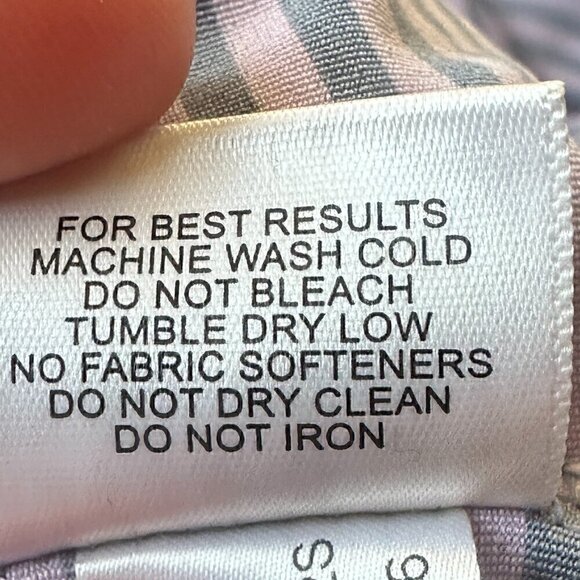 FOR BEST RESULTS
MACHINE WASH COLD
DO NOT BLEACH
TUMBLE DRY LOW
NO FABRIC SOFTENERS
DO NOT DRY CLEAN
DO NOT IRON